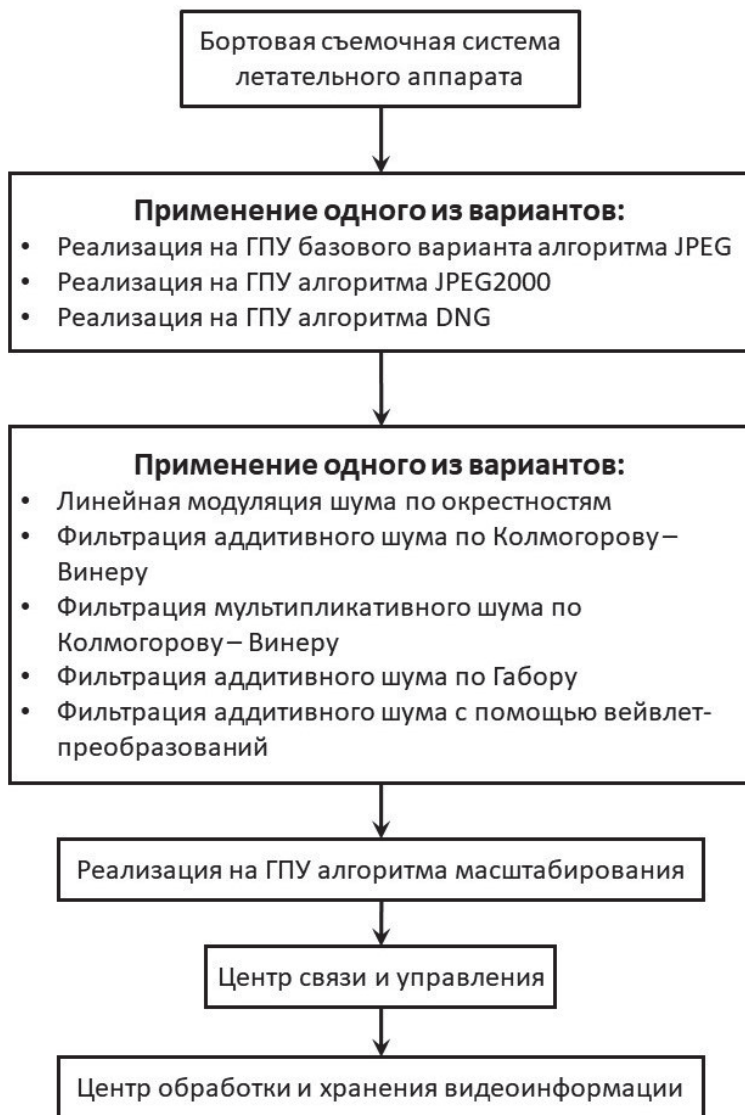 Бортовая съемочная система
летательного аппарата
Применение одного из вариантов:
• Реализация на ГПУ базового варианта алгоритма JPEG
• Реализация на ГПУ алгоритма JPEG2000
• Реализация на ГПУ алгоритма DNG
Применение одного из вариантов:
• Линейная модуляция шума по окрестностям
• Фильтрация аддитивного шума по Колмогорову –
Винеру
• Фильтрация мультипликативного шума по
Колмогорову – Винеру
• Фильтрация аддитивного шума по Габору
• Фильтрация аддитивного шума с помощью вейвлет-
преобразований
Реализация на ГПУ алгоритма масштабирования
Центр связи и управления
Центр обработки и хранения видеоинформации